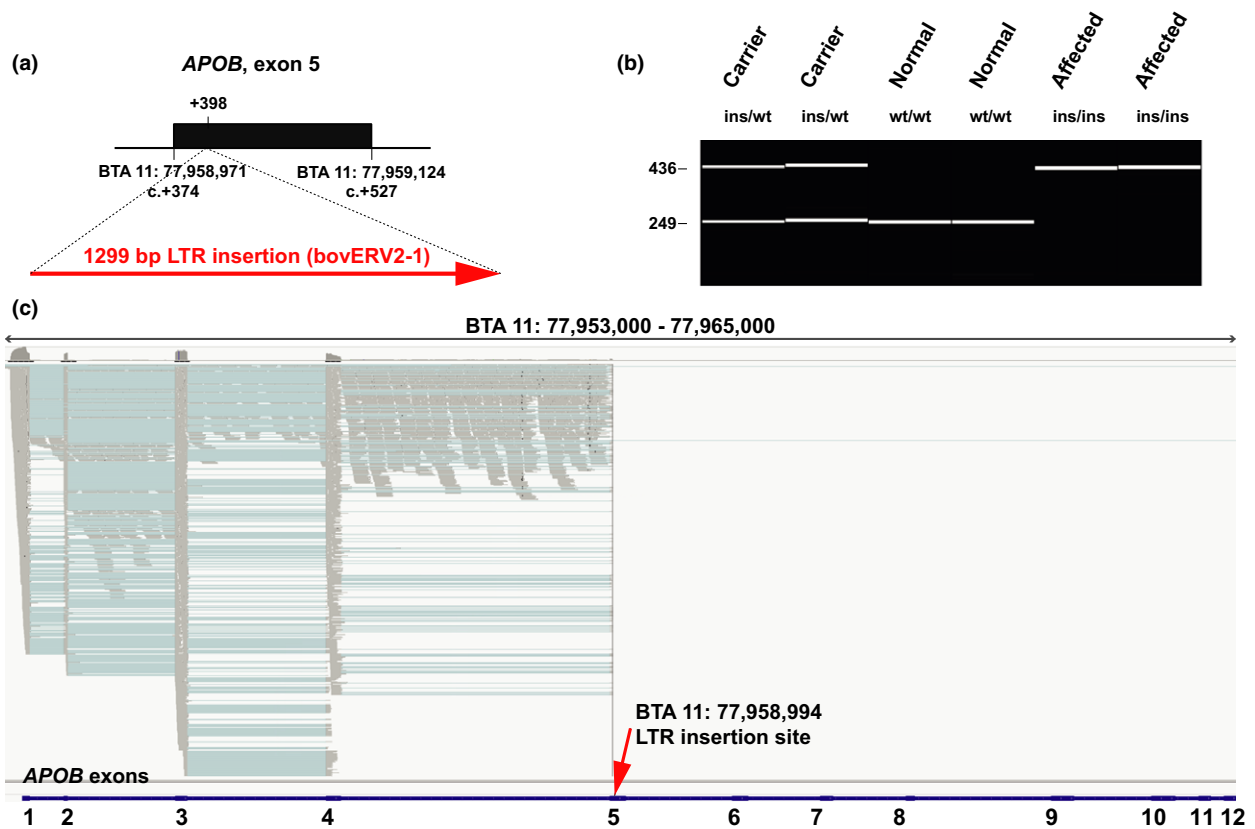 (a)
APOB, exon 5
+398
BTA 11: 77,958,971
c.+374
BTA 11: 77,959,124
c.+527
1299 bp LTR insertion (bovERV2-1)
(b)
Carrier Carrier Normal Normal Affected Affected
ins/wt ins/wt wt/wt wt/wt ins/ins ins/ins
436
249
(c)
BTA 11: 77,953,000 - 77,965,000
BTA 11: 77,958,994
LTR insertion site
APOB exons
1 2 3 4 5 6 7 8 9 10 11 12